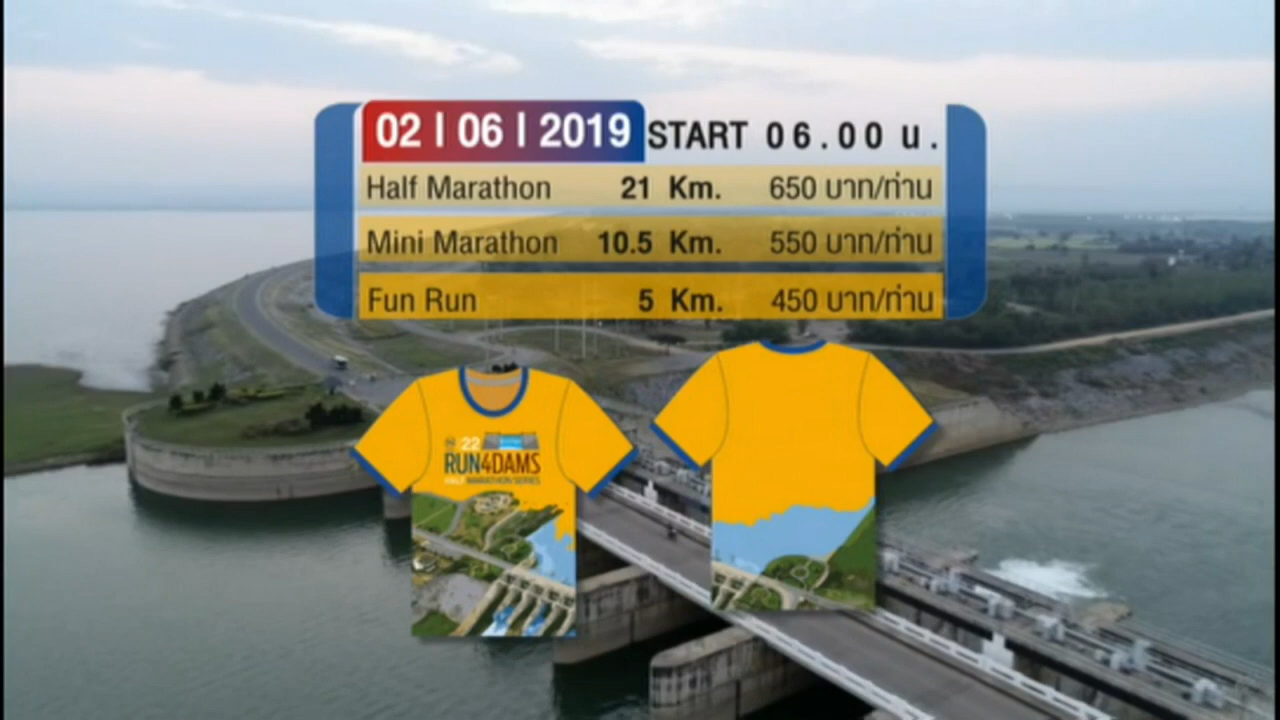 02 | 06 | 2019 START 06.00 น.
Half Marathon 21 Km. 650 บาท/ท่าน
Mini Marathon 10.5 Km. 550 บาท/ท่าน
Fun Run 5 Km. 450 บาท/ท่าน
22
RUN4DAMS
HALF MARATHON SERIES